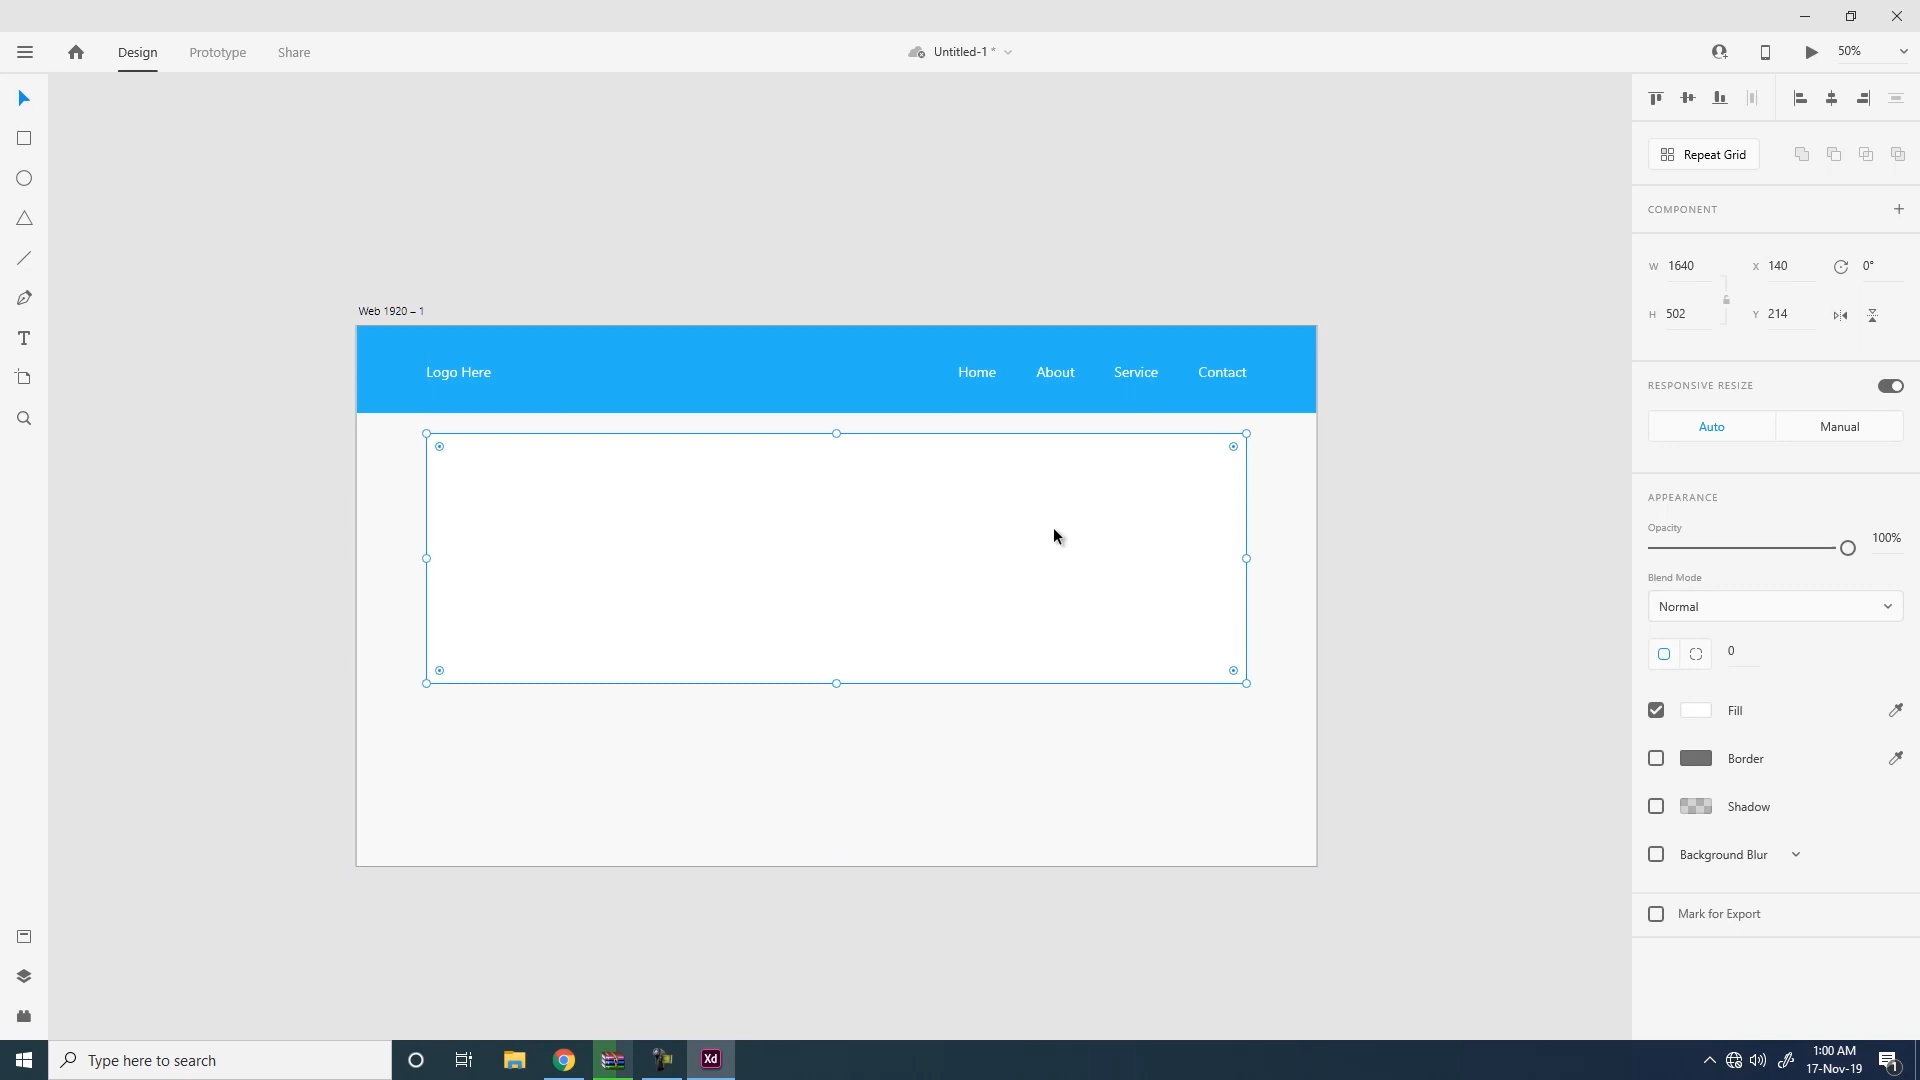 Design
Prototype
Share
Untitled-1 *
50%
Repeat Grid
COMPONENT
W 1640
X 140
0°
H 502
Y 214
Web 1920 – 1
Logo Here
Home
About
Service
Contact
RESPONSIVE RESIZE
Auto
Manual
APPEARANCE
Opacity
100%
Blend Mode
Normal
0
Fill
Border
Shadow
Background Blur
Mark for Export
Type here to search
Xd
1:00 AM
17-Nov-19
1